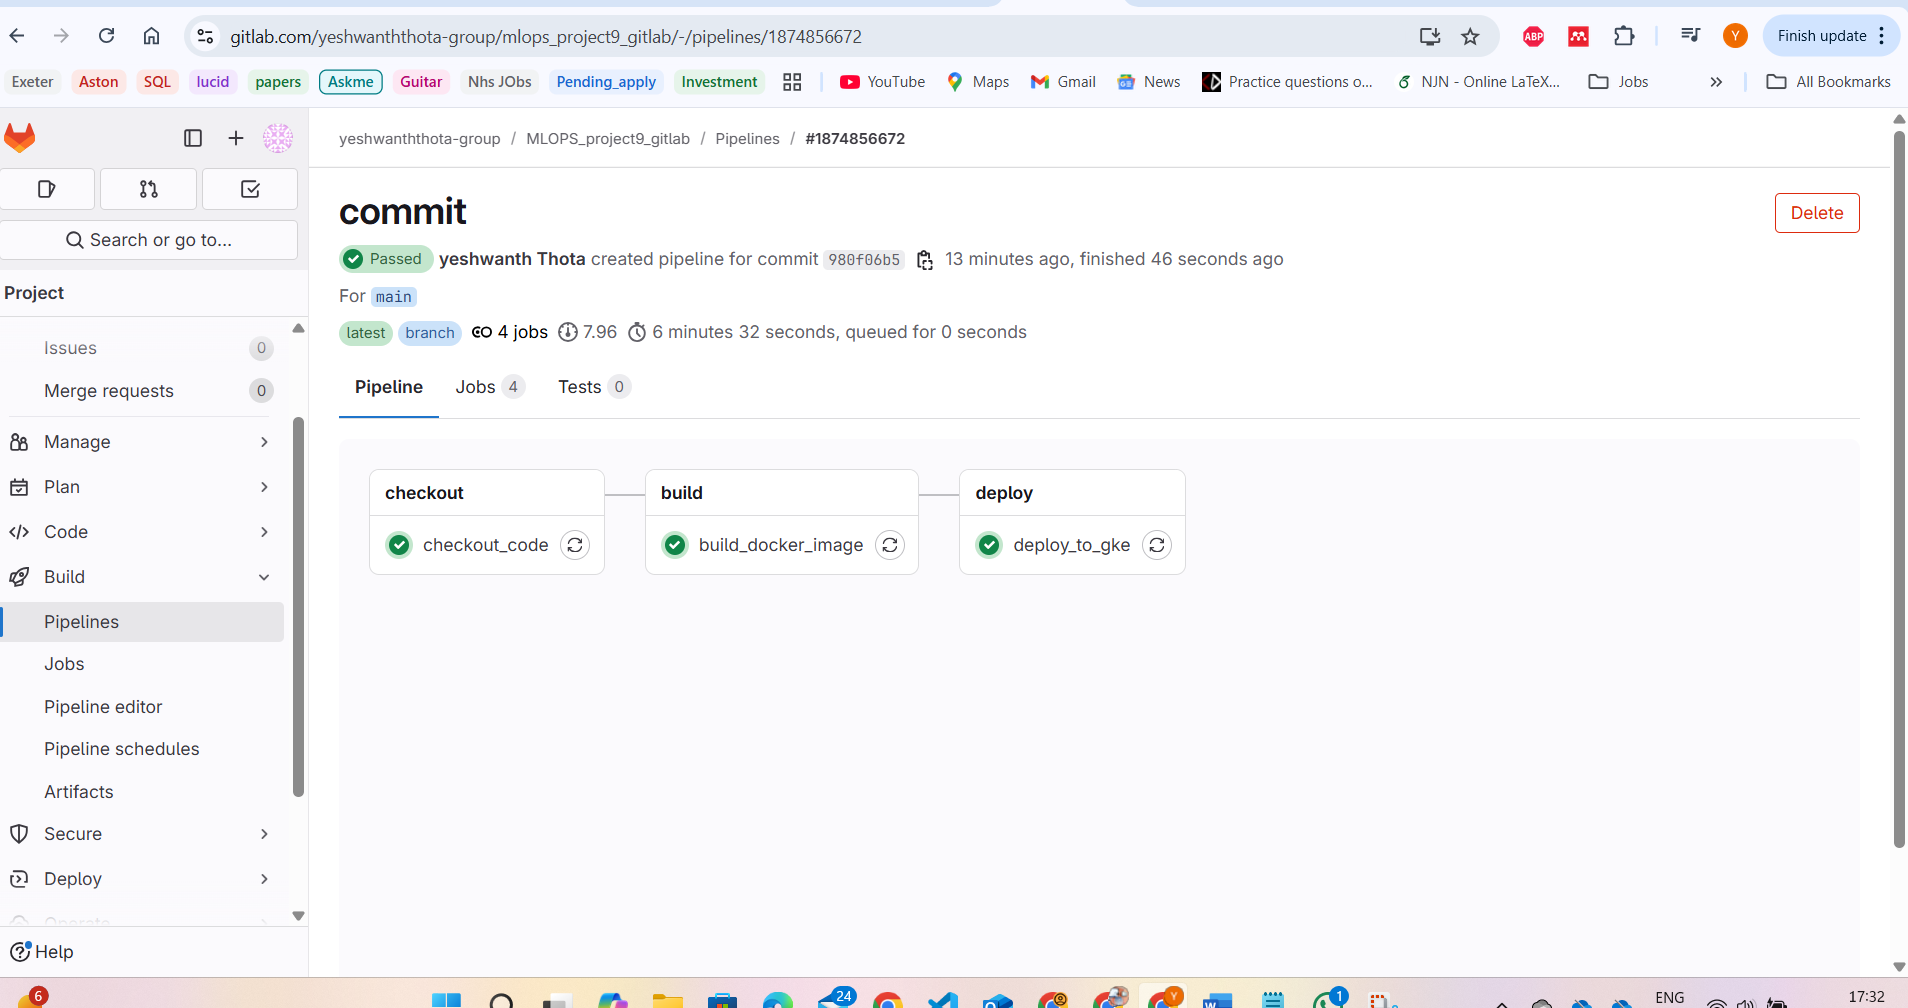 gitlab.com/yeshwanththota-group/mlops_project9_gitlab/-/pipelines/1874856672
ABP
Y
Finish update
Exeter
Aston
SQL
lucid
papers
Askme
Guitar
Nhs JObs
Pending_apply
Investment
YouTube
Maps
Gmail
News
Practice questions o...
NJN - Online LaTeX...
Jobs
»
All Bookmarks
yeshwanththota-group / MLOPS_project9_gitlab / Pipelines / #1874856672
Search or go to...
Project
Issues 0
Merge requests 0
Manage
Plan
Code
Build
Pipelines
Jobs
Pipeline editor
Pipeline schedules
Artifacts
Secure
Deploy
Operate
Help
commit
Delete
Passed yeshwanth Thota created pipeline for commit 980f06b5 13 minutes ago, finished 46 seconds ago
For main
latest branch 4 jobs 7.96 6 minutes 32 seconds, queued for 0 seconds
Pipeline Jobs 4 Tests 0
checkout
checkout_code
build
build_docker_image
deploy
deploy_to_gke
6
24
Y
1
ENG
17:32